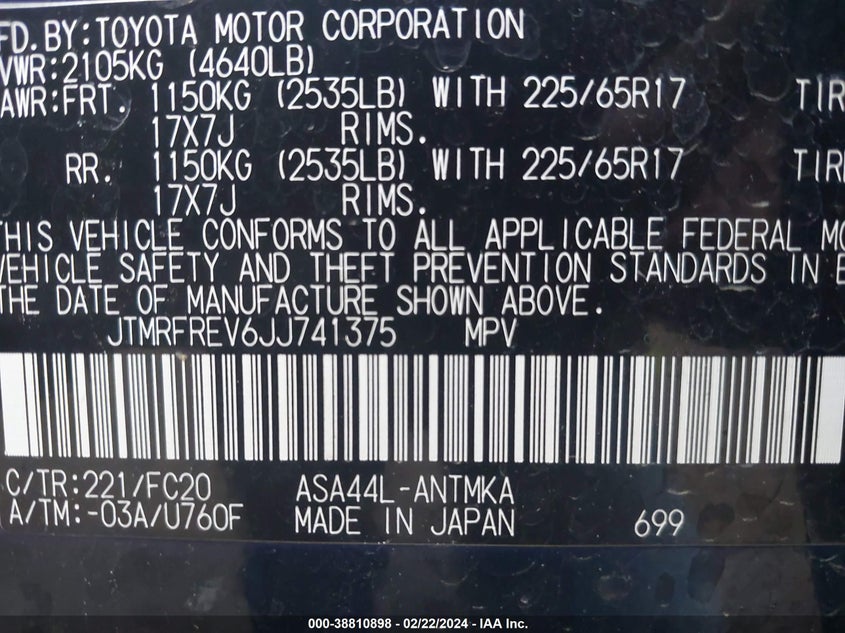 FD. BY: TOYOTA MOTOR CORPORATION
VWR: 2105KG (4640LB)
AWR: FRT. 1150KG (2535LB) WITH 225/65R17 TIR
17X7J RIMS.
RR. 1150KG (2535LB) WITH 225/65R17 TIR
17X7J RIMS.
THIS VEHICLE CONFORMS TO ALL APPLICABLE FEDERAL MO
VEHICLE SAFETY AND THEFT PREVENTION STANDARDS IN E
THE DATE OF MANUFACTURE SHOWN ABOVE.
JTMRFREV6JJ741375 MPV
C/TR: 221/FC20 ASA44L-ANTMKA
A/TM: -03A/U760F MADE IN JAPAN 699
000-38810898 - 02/22/2024 - IAA Inc.